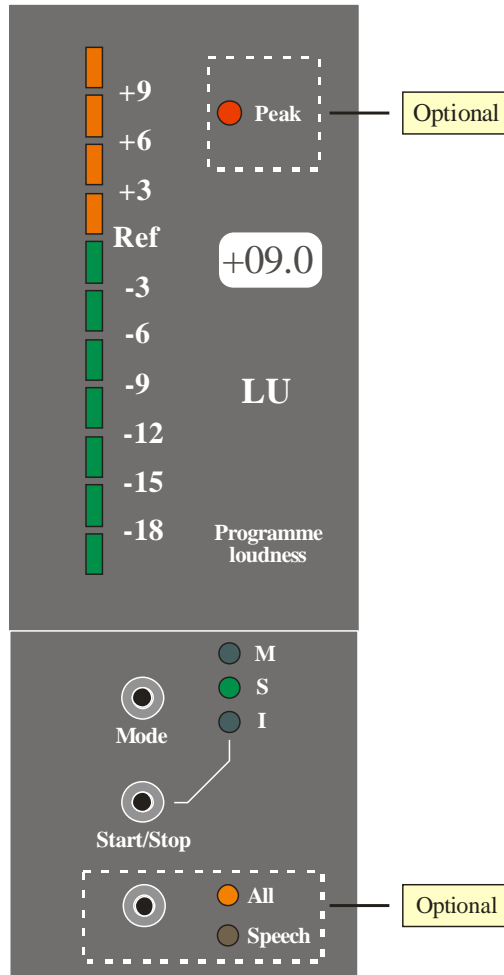 +9
+6
+3
Ref
-3
-6
-9
-12
-15
-18
Peak
Optional
+09.0
LU
Programme
loudness
M
S
I
Mode
Start/Stop
All
Speech
Optional